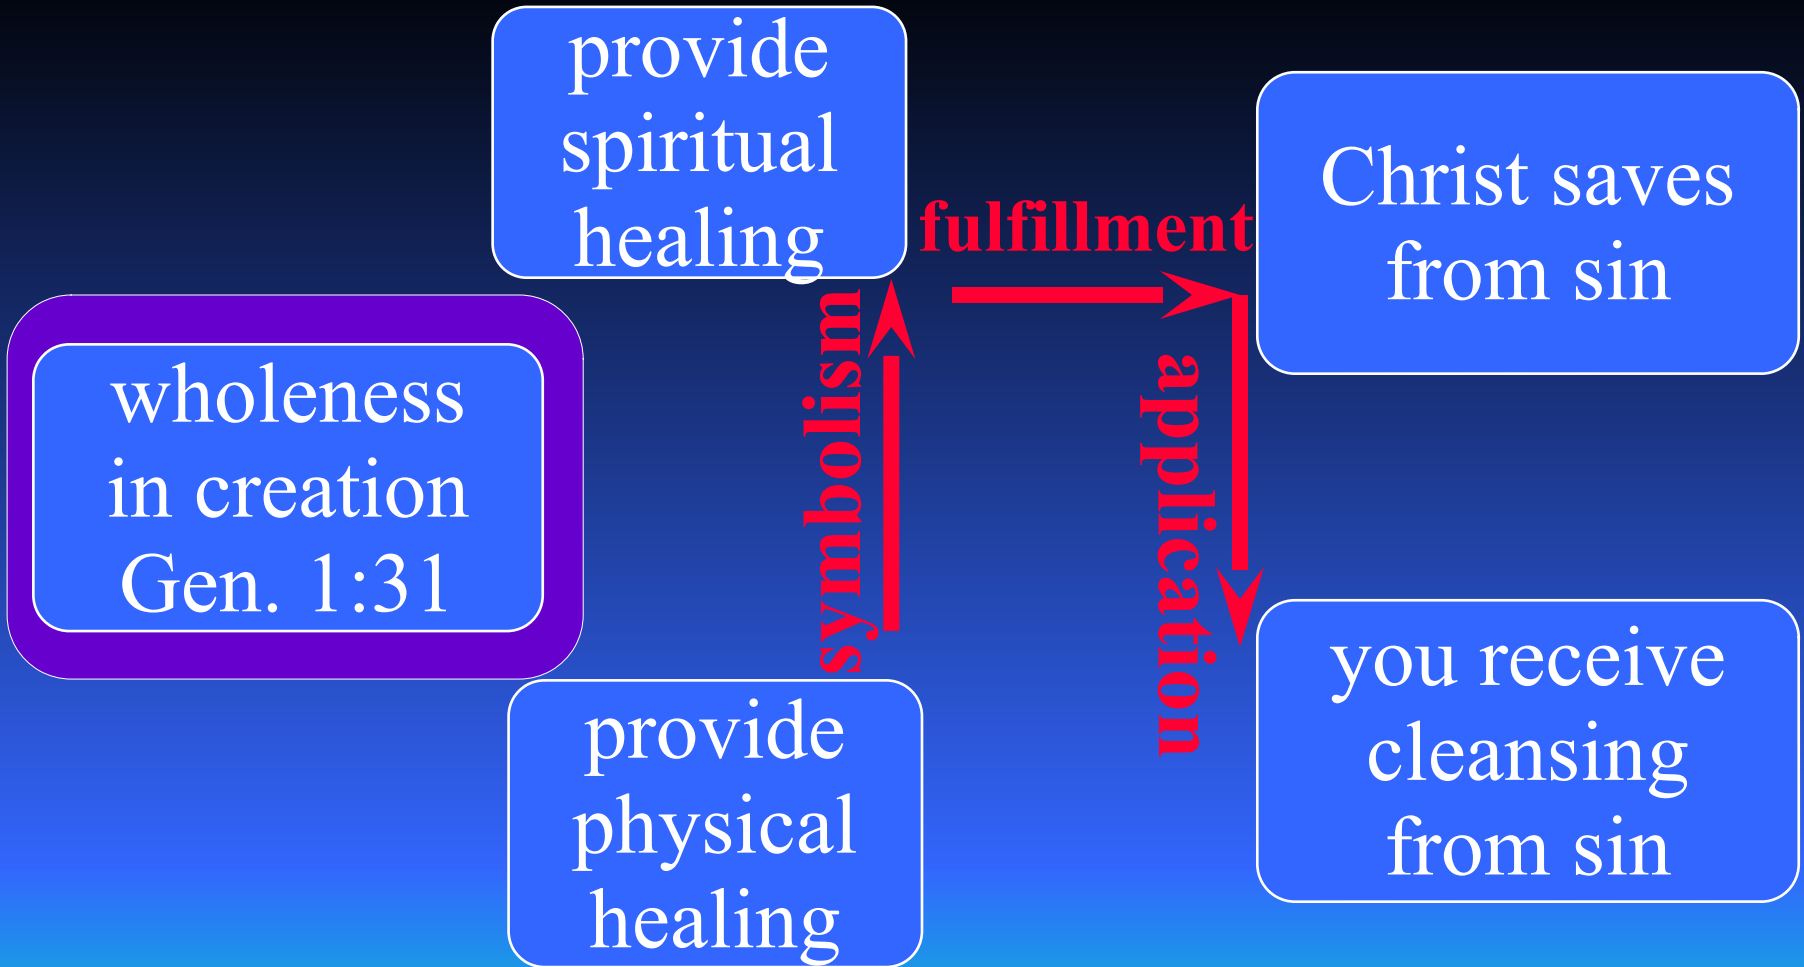 provide
spiritual
healing
fulfillment
Christ saves
from sin
wholeness
in creation
Gen. 1:31
symbolism
application
provide
physical
healing
you receive
cleansing
from sin